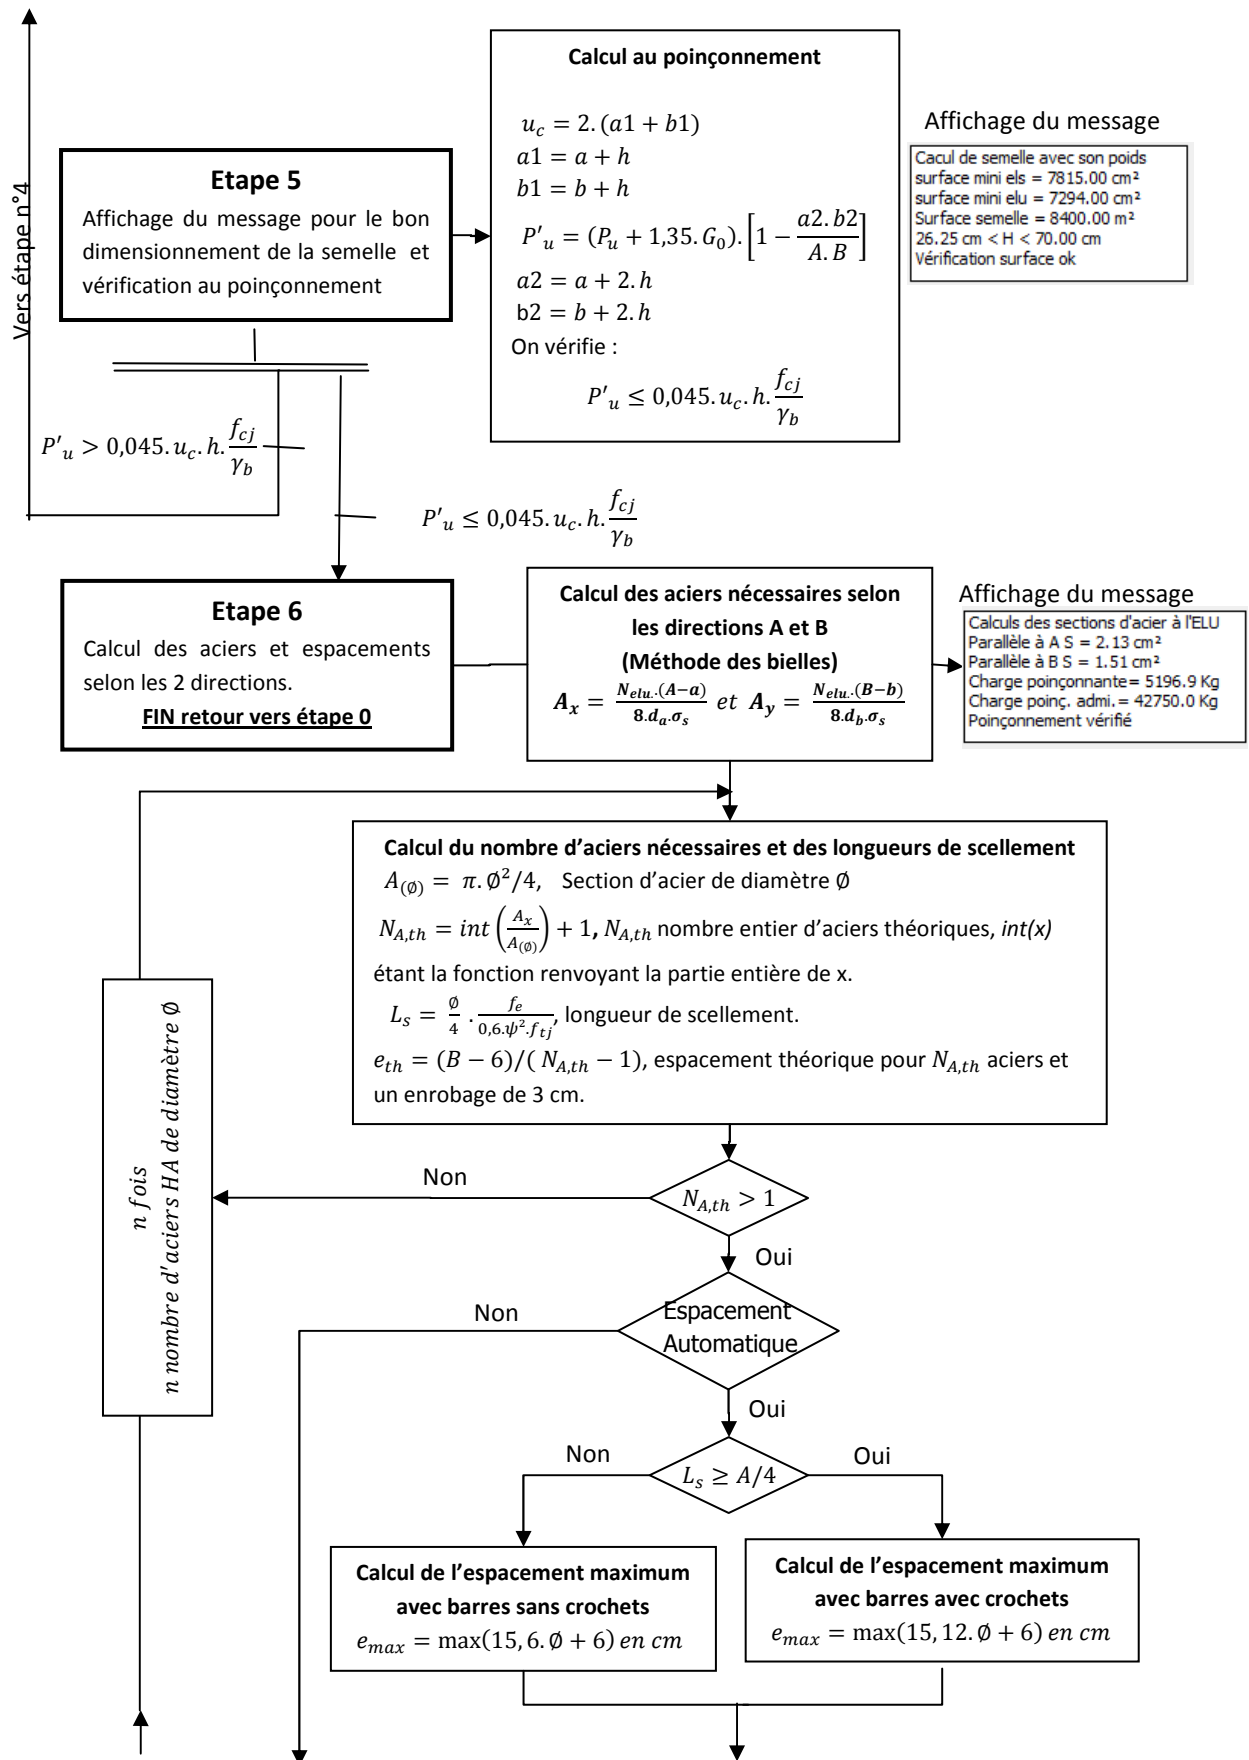 Vers étape n°4
Etape 5
Affichage du message pour le bon
dimensionnement de la semelle et
vérification au poinçonnement
Calcul au poinçonnement
u_c = 2. (a1 + b1)
a1 = a + h
b1 = b + h
P'_u = (P_u + 1,35. G_0). [1 − a2. b2 / A. B]
a2 = a + 2. h
b2 = b + 2. h
On vérifie :
P'_u ≤ 0,045. u_c. h. f_cj / γ_b
Affichage du message
Cacul de semelle avec son poids
surface mini els = 7815.00 cm²
surface mini elu = 7294.00 cm²
Surface semelle = 8400.00 m²
26.25 cm < H < 70.00 cm
Vérification surface ok
P'_u > 0,045. u_c. h. f_cj / γ_b
P'_u ≤ 0,045. u_c. h. f_cj / γ_b
Etape 6
Calcul des aciers et espacements
selon les 2 directions.
FIN retour vers étape 0
Calcul des aciers nécessaires selon
les directions A et B
(Méthode des bielles)
A_x = N_elu.(A−a) / 8.d_a.σ_s et A_y = N_elu.(B−b) / 8.d_b.σ_s
Affichage du message
Calculs des sections d'acier à l'ELU
Parallèle à A S = 2.13 cm²
Parallèle à B S = 1.51 cm²
Charge poinçonnante= 5196.9 Kg
Charge poinç. admi.= 42750.0 Kg
Poinçonnement vérifié
Calcul du nombre d’aciers nécessaires et des longueurs de scellement
A_(∅) = π. ∅²/4, Section d’acier de diamètre ∅
N_A,th = int (A_x / A_(∅)) + 1, N_A,th nombre entier d’aciers théoriques, int(x)
étant la fonction renvoyant la partie entière de x.
L_s = ∅/4 . f_e / 0,6.ψ².f_tj, longueur de scellement.
e_th = (B − 6)/( N_A,th − 1), espacement théorique pour N_A,th aciers et
un enrobage de 3 cm.
n fois
n nombre d'aciers HA de diamètre ∅
Non
N_A,th > 1
Oui
Non
Espacement
Automatique
Oui
Non
L_s ≥ A/4
Oui
Calcul de l’espacement maximum
avec barres sans crochets
e_max = max(15, 6. ∅ + 6) en cm
Calcul de l’espacement maximum
avec barres avec crochets
e_max = max(15, 12. ∅ + 6) en cm